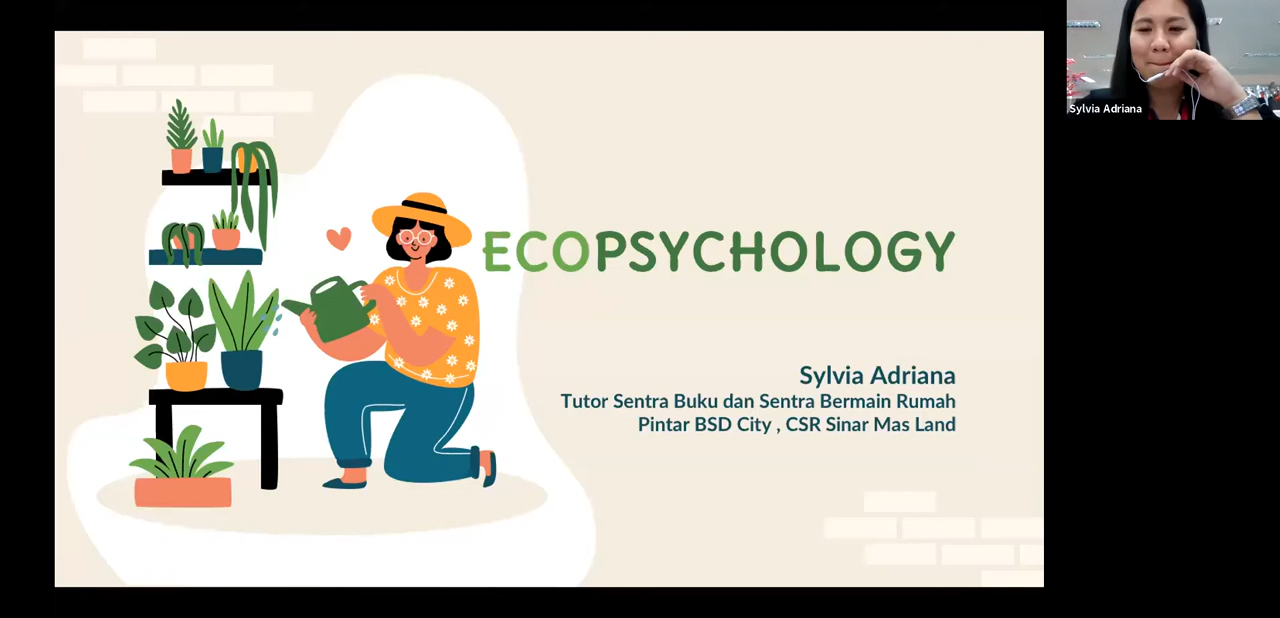 ECOPSYCHOLOGY
Sylvia Adriana
Tutor Sentra Buku dan Sentra Bermain Rumah
Pintar BSD City , CSR Sinar Mas Land
Sylvia Adriana